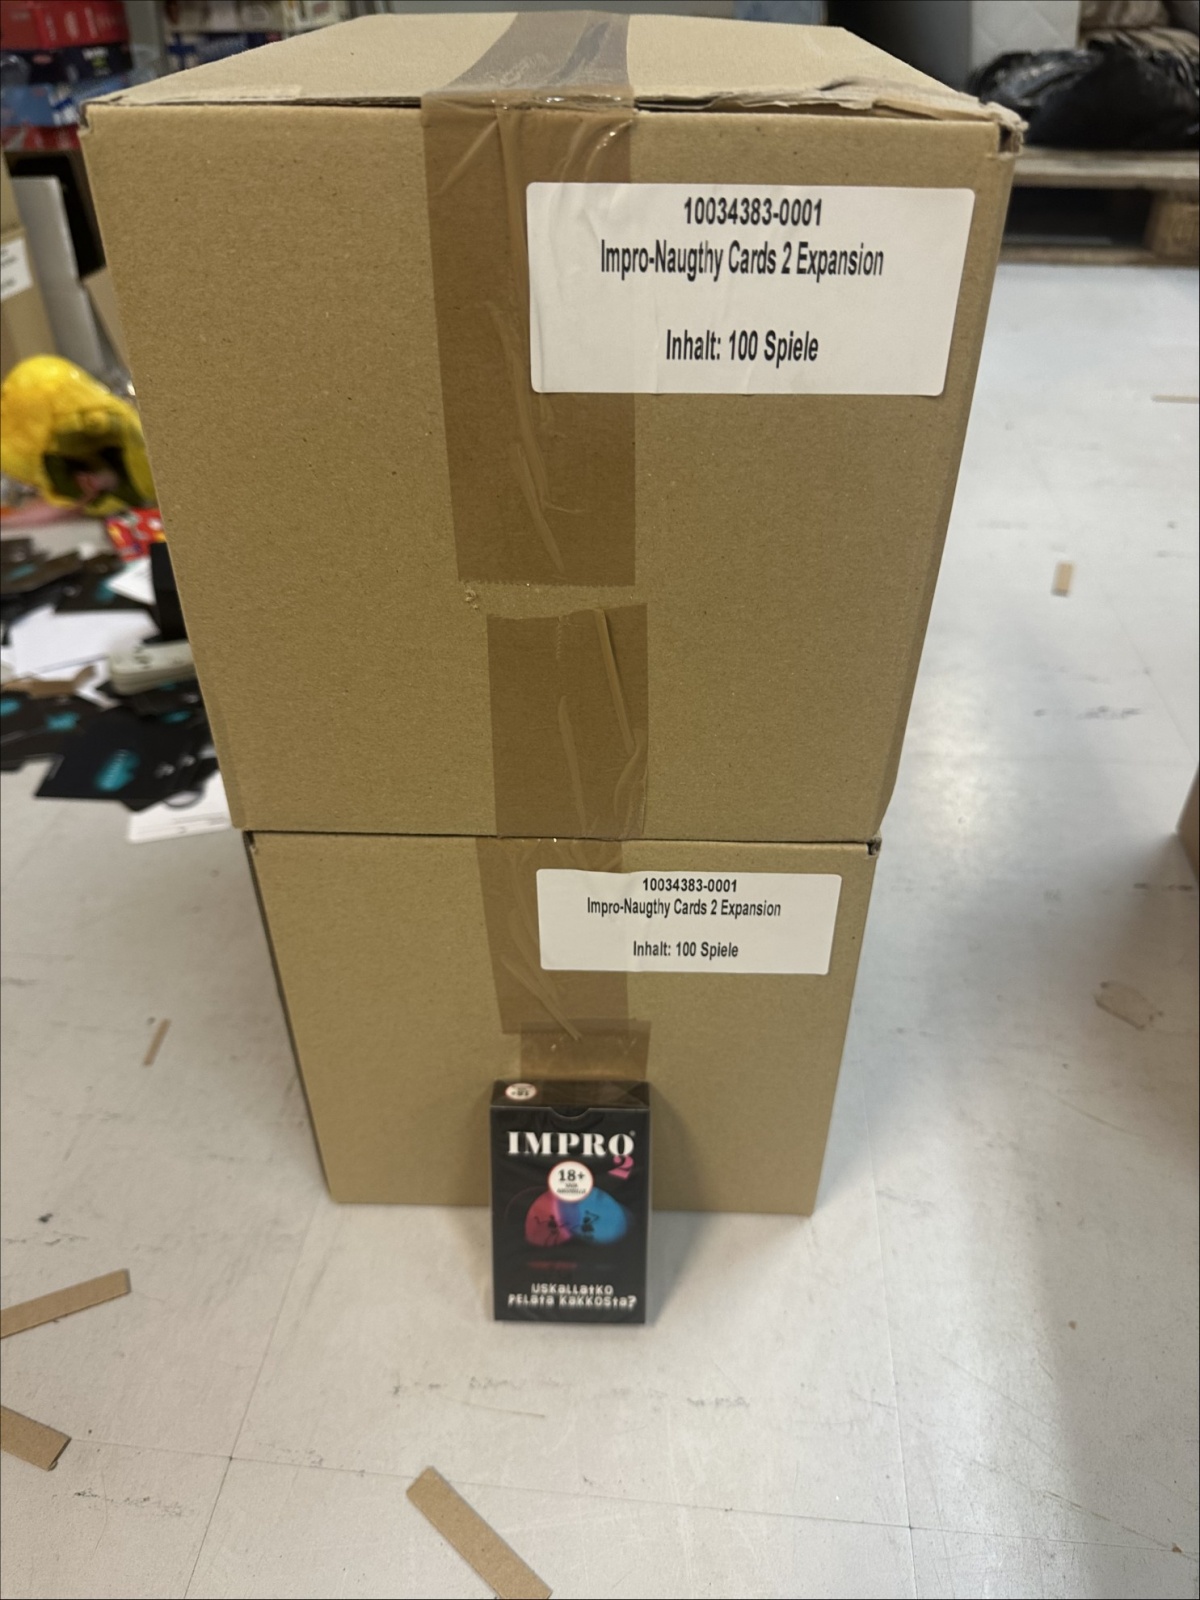 10034383-0001
Impro-Naugthy Cards 2 Expansion
Inhalt: 100 Spiele
10034383-0001
Impro-Naugthy Cards 2 Expansion
Inhalt: 100 Spiele
IMPRO®
2
18+
USKALLatKO
PELata KaKKOSta?